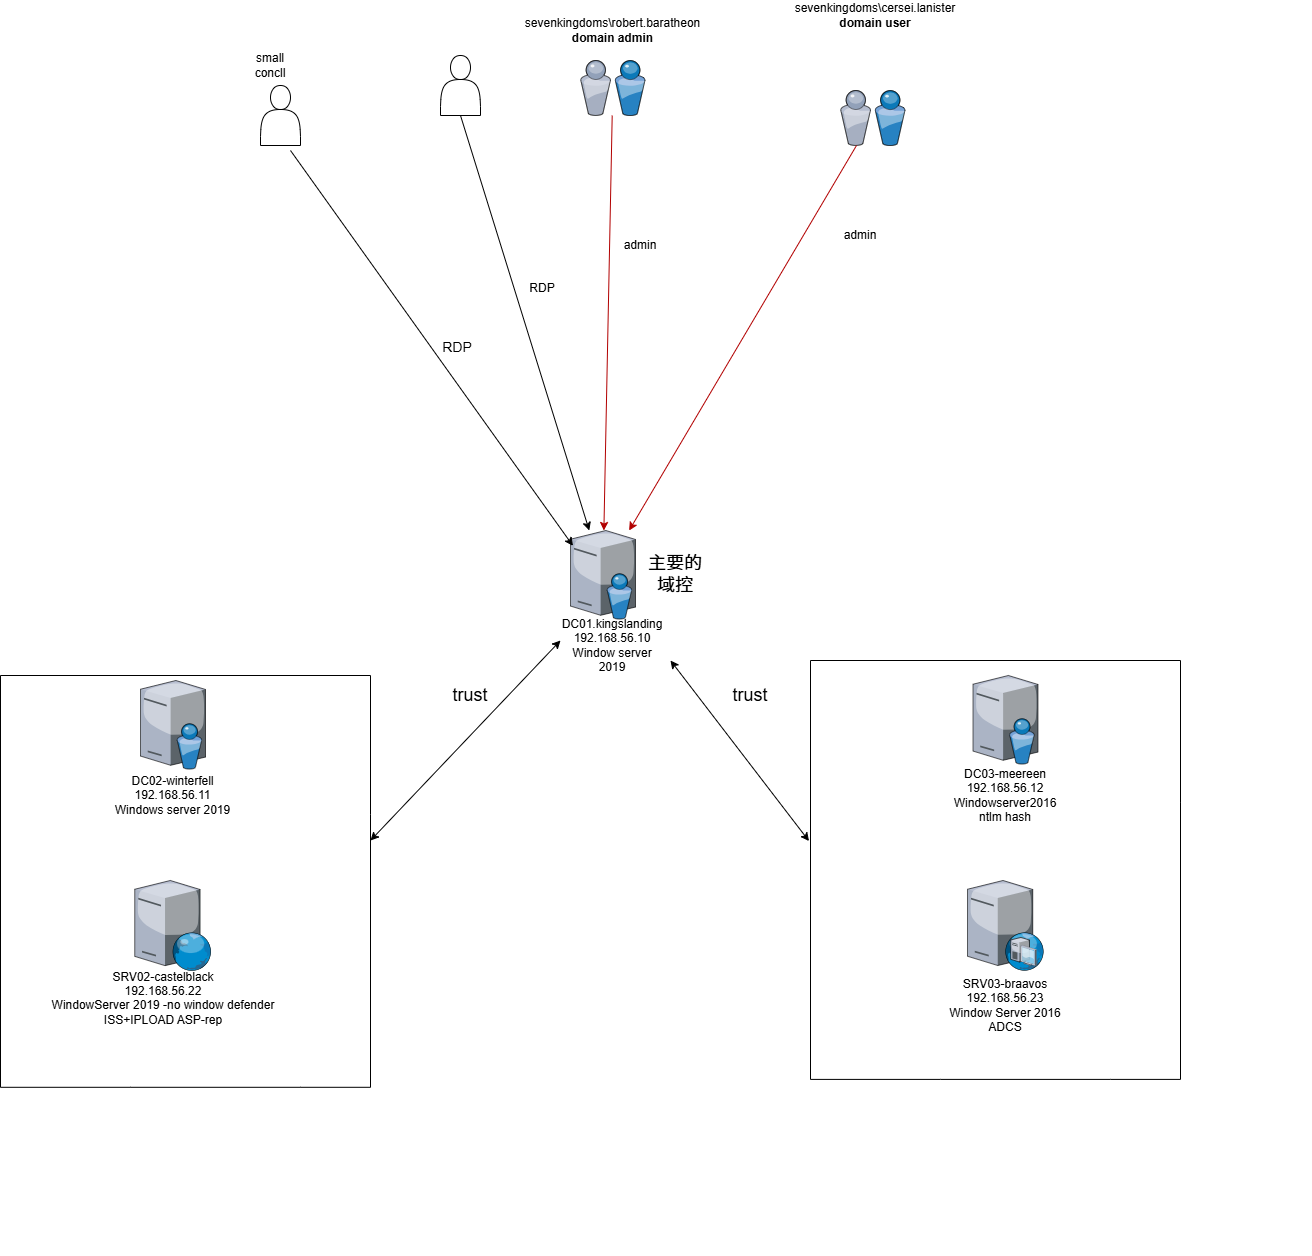 sevenkingdoms\cersei.lanister
domain user
sevenkingdoms\robert.baratheon
domain admin
small
concll
admin
admin
RDP
RDP
主要的
域控
DC01.kingslanding
192.168.56.10
Window server
2019
trust
trust
DC02-winterfell
192.168.56.11
Windows server 2019
DC03-meereen
192.168.56.12
Windowserver2016
ntlm hash
SRV02-castelblack
192.168.56.22
WindowServer 2019 -no window defender
ISS+IPLOAD ASP-rep
SRV03-braavos
192.168.56.23
Window Server 2016
ADCS